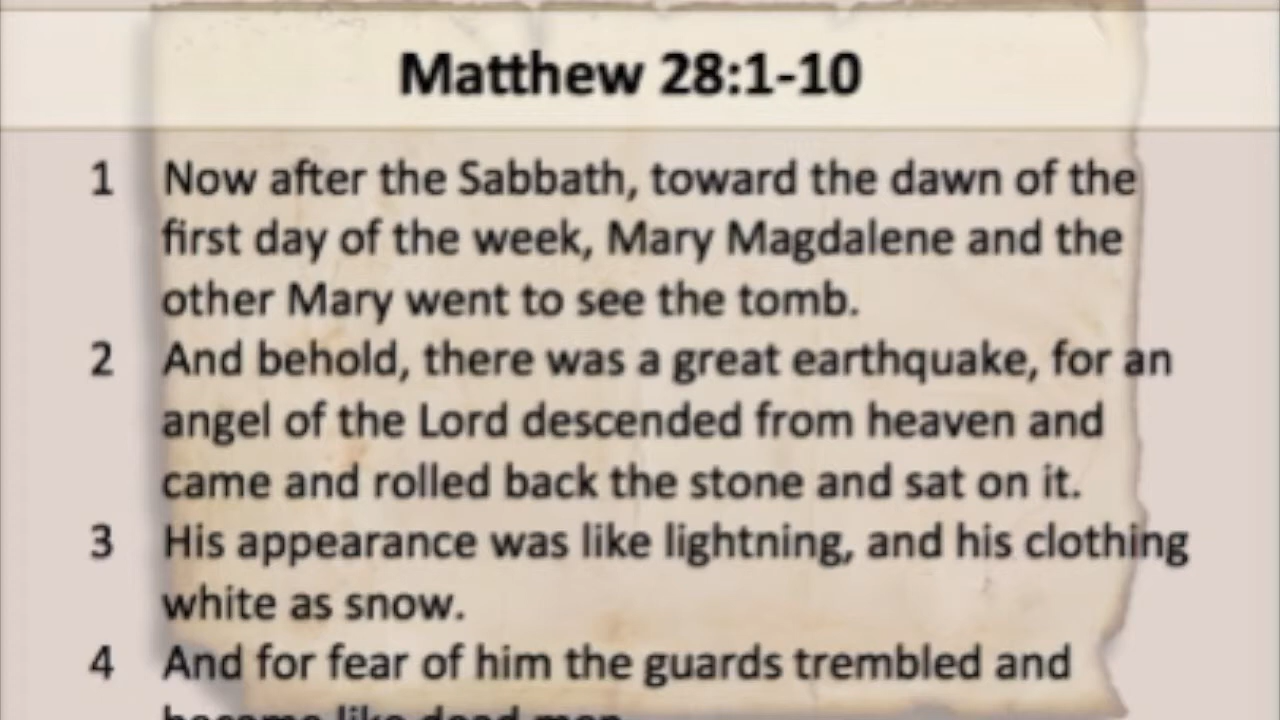 Matthew 28:1-10
1 Now after the Sabbath, toward the dawn of the
first day of the week, Mary Magdalene and the
other Mary went to see the tomb.
2 And behold, there was a great earthquake, for an
angel of the Lord descended from heaven and
came and rolled back the stone and sat on it.
3 His appearance was like lightning, and his clothing
white as snow.
4 And for fear of him the guards trembled and
became like dead men.